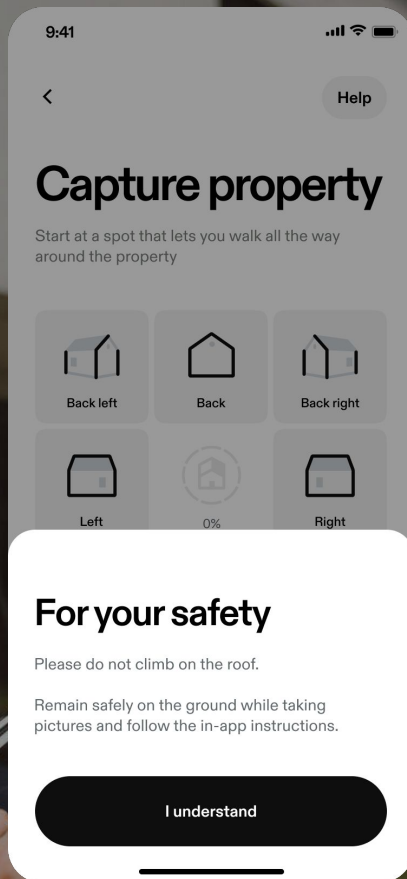 9:41
Help
Capture property
Start at a spot that lets you walk all the way
around the property
Back left
Back
Back right
Left
0%
Right
For your safety
Please do not climb on the roof.
Remain safely on the ground while taking
pictures and follow the in-app instructions.
I understand